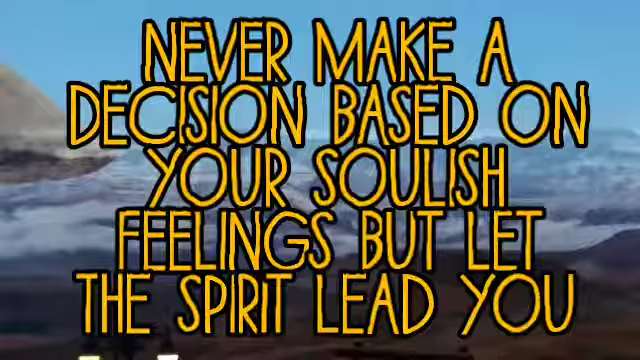 NEVER MAKE A
DECISION BASED ON
YOUR SOULISH
FEELINGS BUT LET
THE SPIRIT LEAD YOU